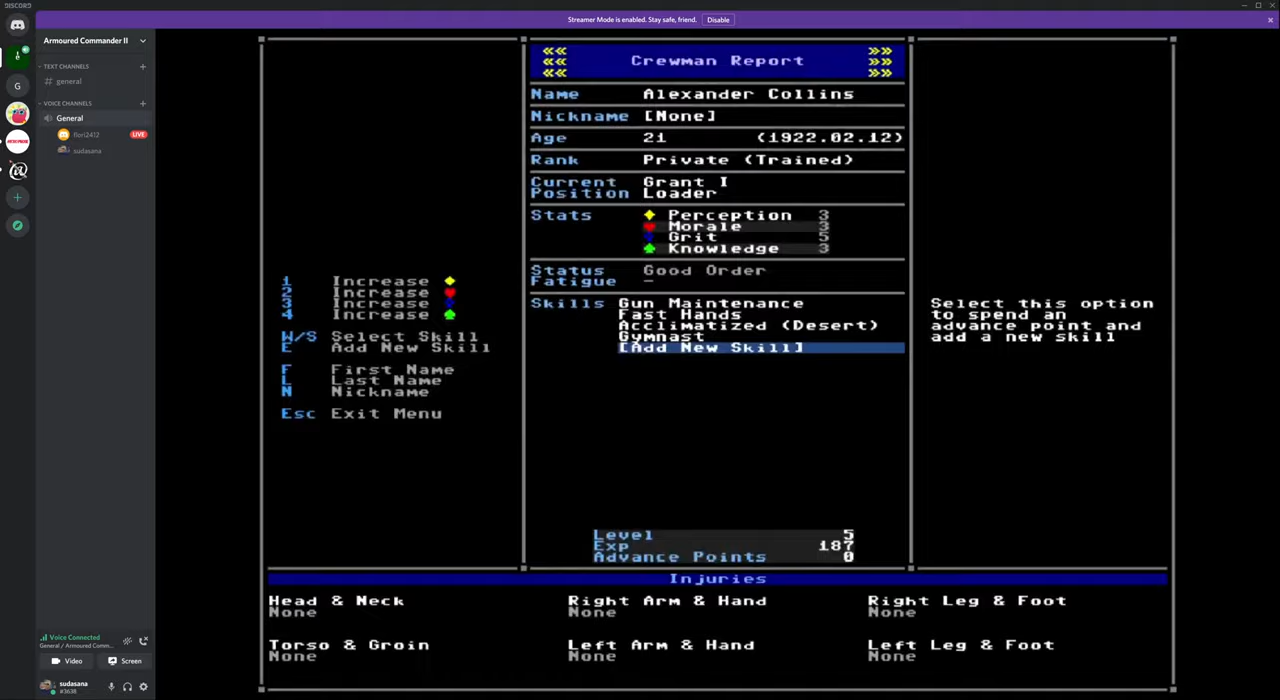 DISCORD
Streamer Mode is enabled. Stay safe, friend.
Disable
Armoured Commander II
TEXT CHANNELS
# general
VOICE CHANNELS
General
flori2412
LIVE
sudasana
G
Crewman Report
Name Alexander Collins
Nickname [None]
Age 21 (1922.02.12)
Rank Private (Trained)
Current Grant I
Position Loader
Stats Perception 3
Morale 3
Grit 5
Knowledge 3
Status Good Order
Fatigue -
Skills Gun Maintenance
Fast Hands
Acclimatized (Desert)
Gymnast
[Add New Skill]
1 Increase
2 Increase
3 Increase
4 Increase
W/S Select Skill
E Add New Skill
F First Name
L Last Name
N Nickname
Esc Exit Menu
Select this option
to spend an
advance point and
add a new skill
Level 5
Exp 187
Advance Points 0
Injuries
Head & Neck
None
Right Arm & Hand
None
Right Leg & Foot
None
Torso & Groin
None
Left Arm & Hand
None
Left Leg & Foot
None
Voice Connected
General / Armoured Comm...
Video
Screen
sudasana
#3638